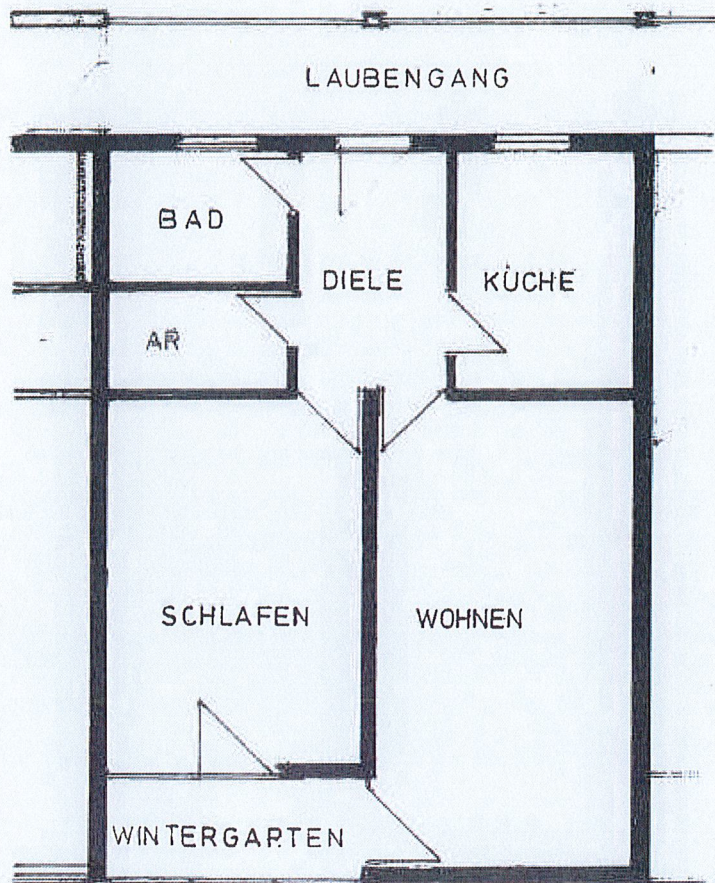 LAUBENGANG
BAD
DIELE
KÜCHE
AR
SCHLAFEN
WOHNEN
WINTERGARTEN